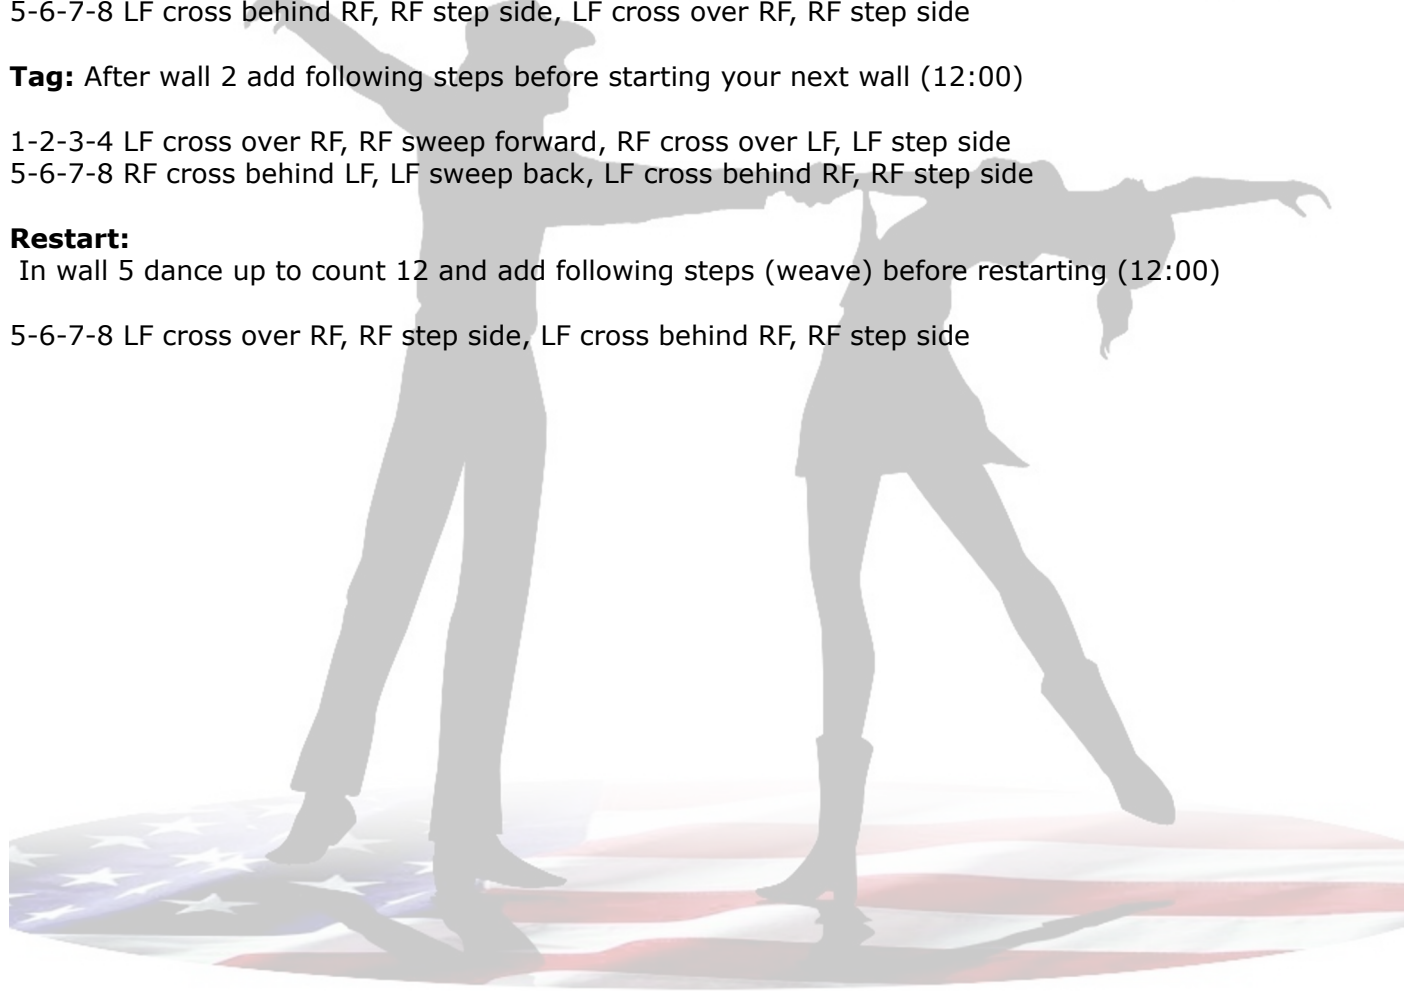 5-6-7-8 LF cross behind RF, RF step side, LF cross over RF, RF step side
Tag: After wall 2 add following steps before starting your next wall (12:00)
1-2-3-4 LF cross over RF, RF sweep forward, RF cross over LF, LF step side
5-6-7-8 RF cross behind LF, LF sweep back, LF cross behind RF, RF step side
Restart:
In wall 5 dance up to count 12 and add following steps (weave) before restarting (12:00)
5-6-7-8 LF cross over RF, RF step side, LF cross behind RF, RF step side